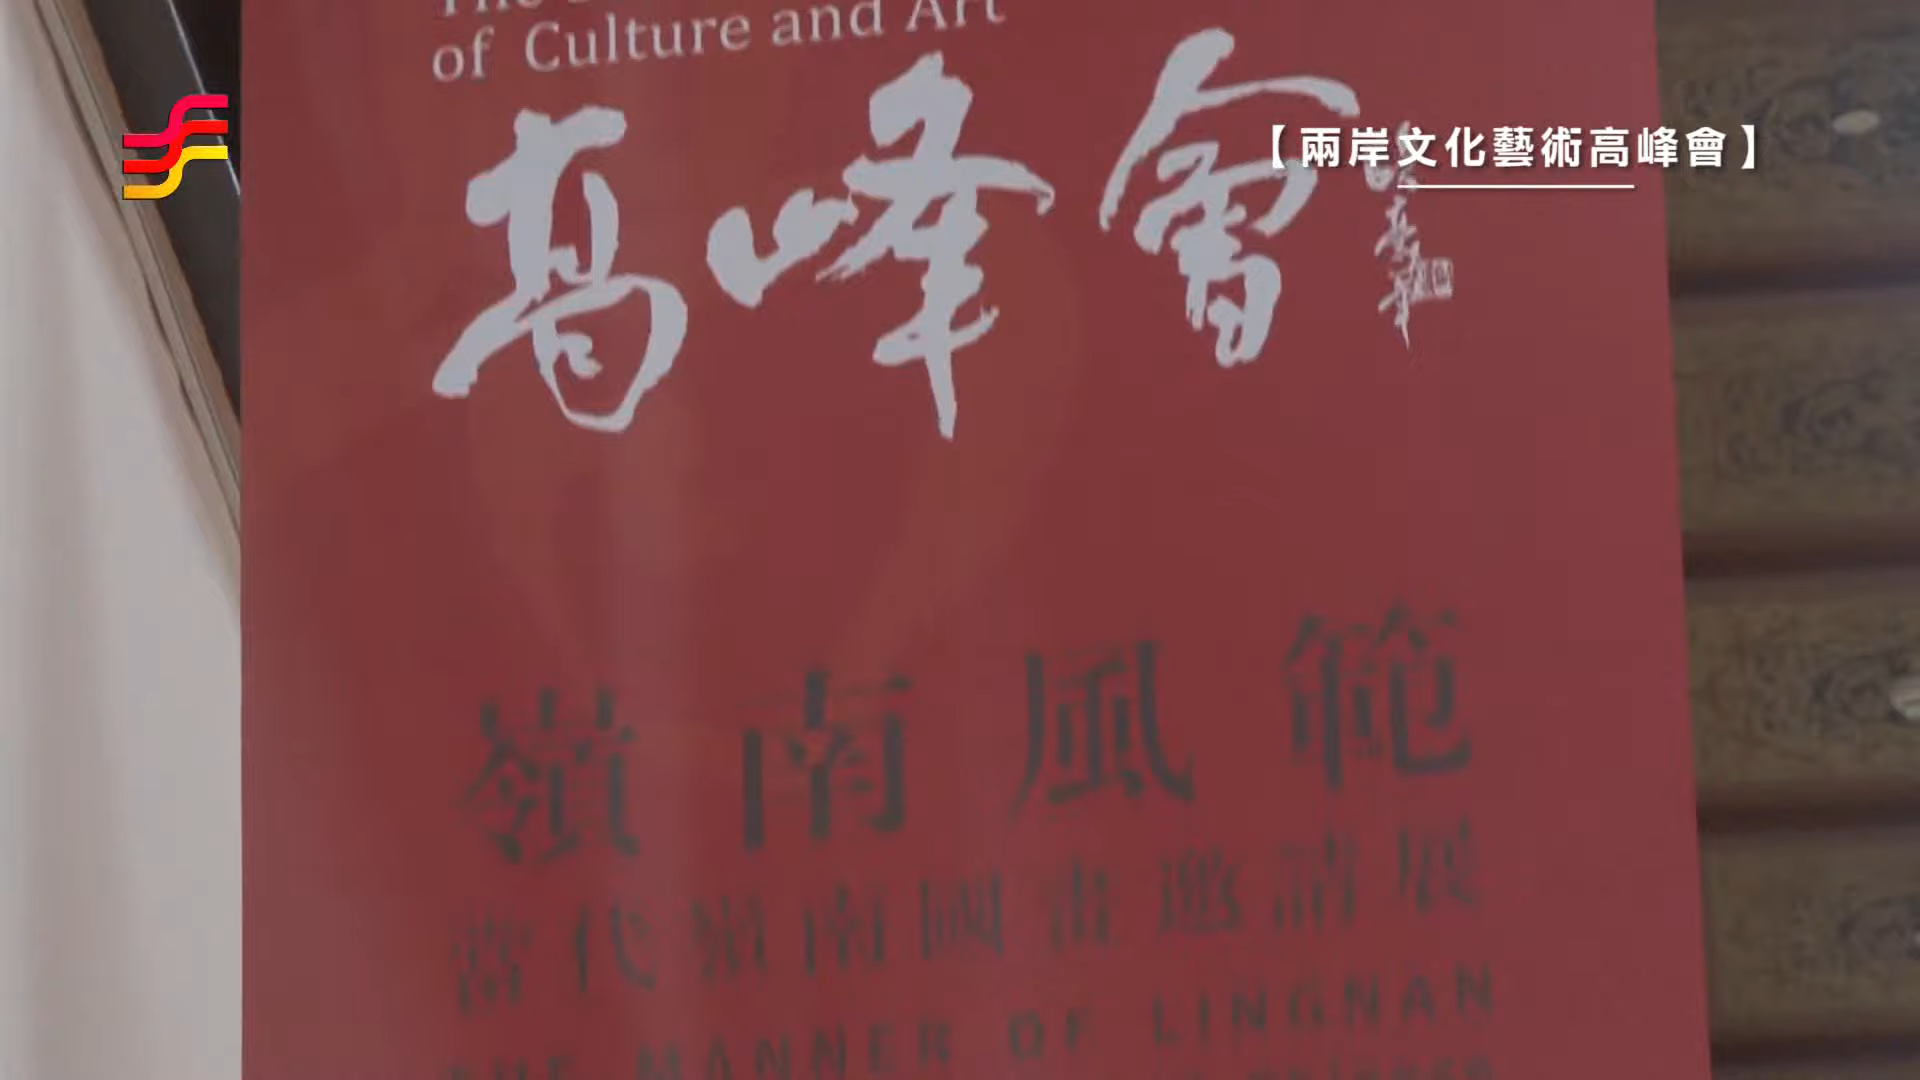 of Culture and Art
高峰會
【兩岸文化藝術高峰會】
嶺南風範
當代嶺南國畫邀請展
THE MANNER OF LINGNAN